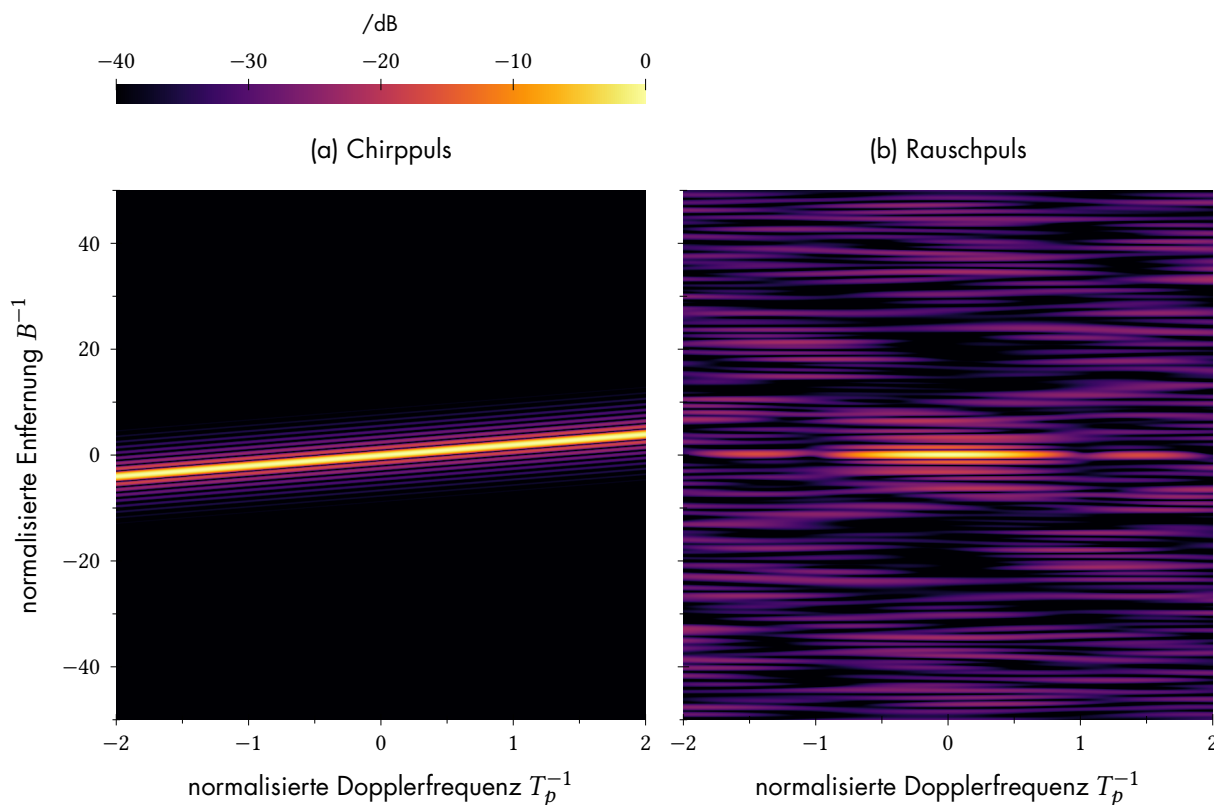 /dB
−40 −30 −20 −10 0
(a) Chirppuls (b) Rauschpuls
40
20
0
−20
−40
normalisierte Entfernung B⁻¹
−2 −1 0 1 2 −2 −1 0 1 2
normalisierte Dopplerfrequenz Tₚ⁻¹ normalisierte Dopplerfrequenz Tₚ⁻¹